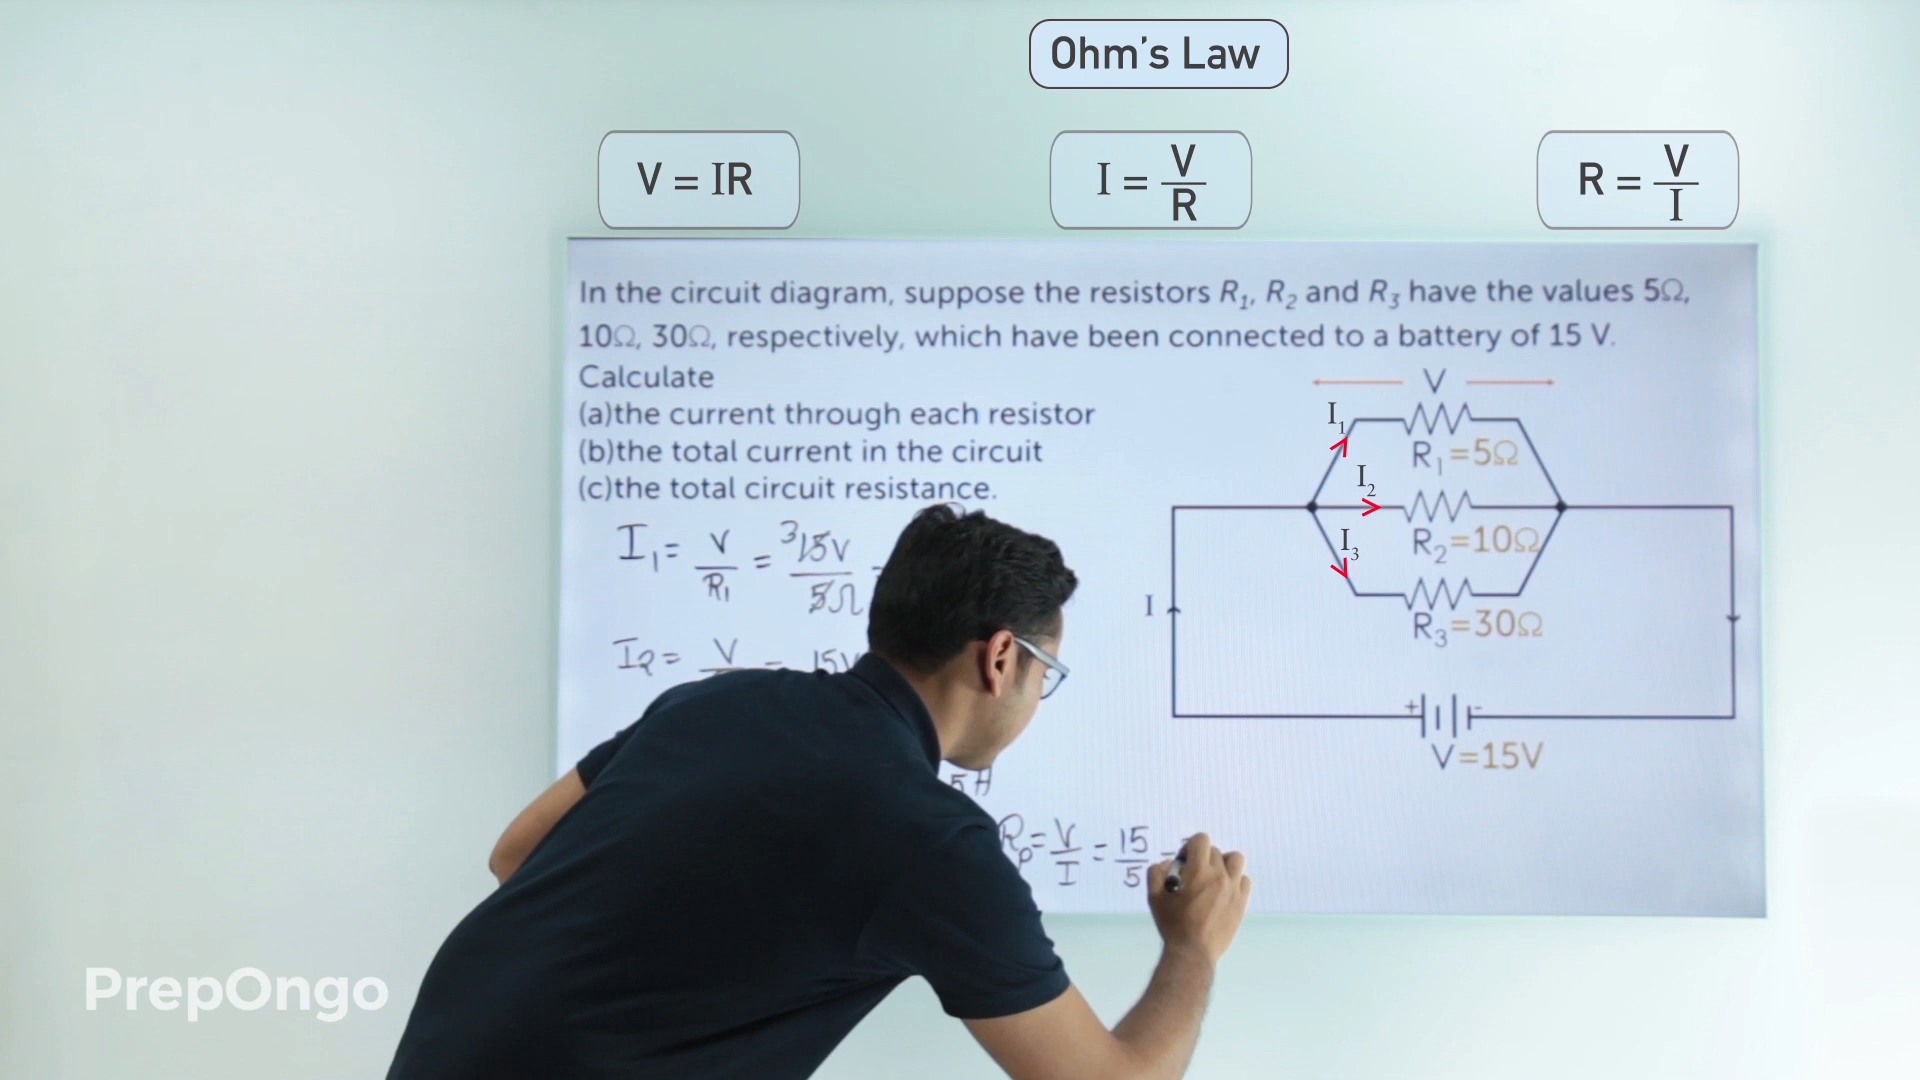 Ohm's Law
V = IR
I = V/R
R = V/I
In the circuit diagram, suppose the resistors R₁, R₂ and R₃ have the values 5Ω,
10Ω, 30Ω, respectively, which have been connected to a battery of 15 V.
Calculate
(a)the current through each resistor
(b)the total current in the circuit
(c)the total circuit resistance.
V
I₁
R₁=5Ω
I₂
R₂=10Ω
I₃
R₃=30Ω
I
+ -
V=15V
I₁ = V/R₁ = ³15V/5Ω
I₂ = V = 15V
5A
Rp = V/I = 15/5 =
PrepOngo